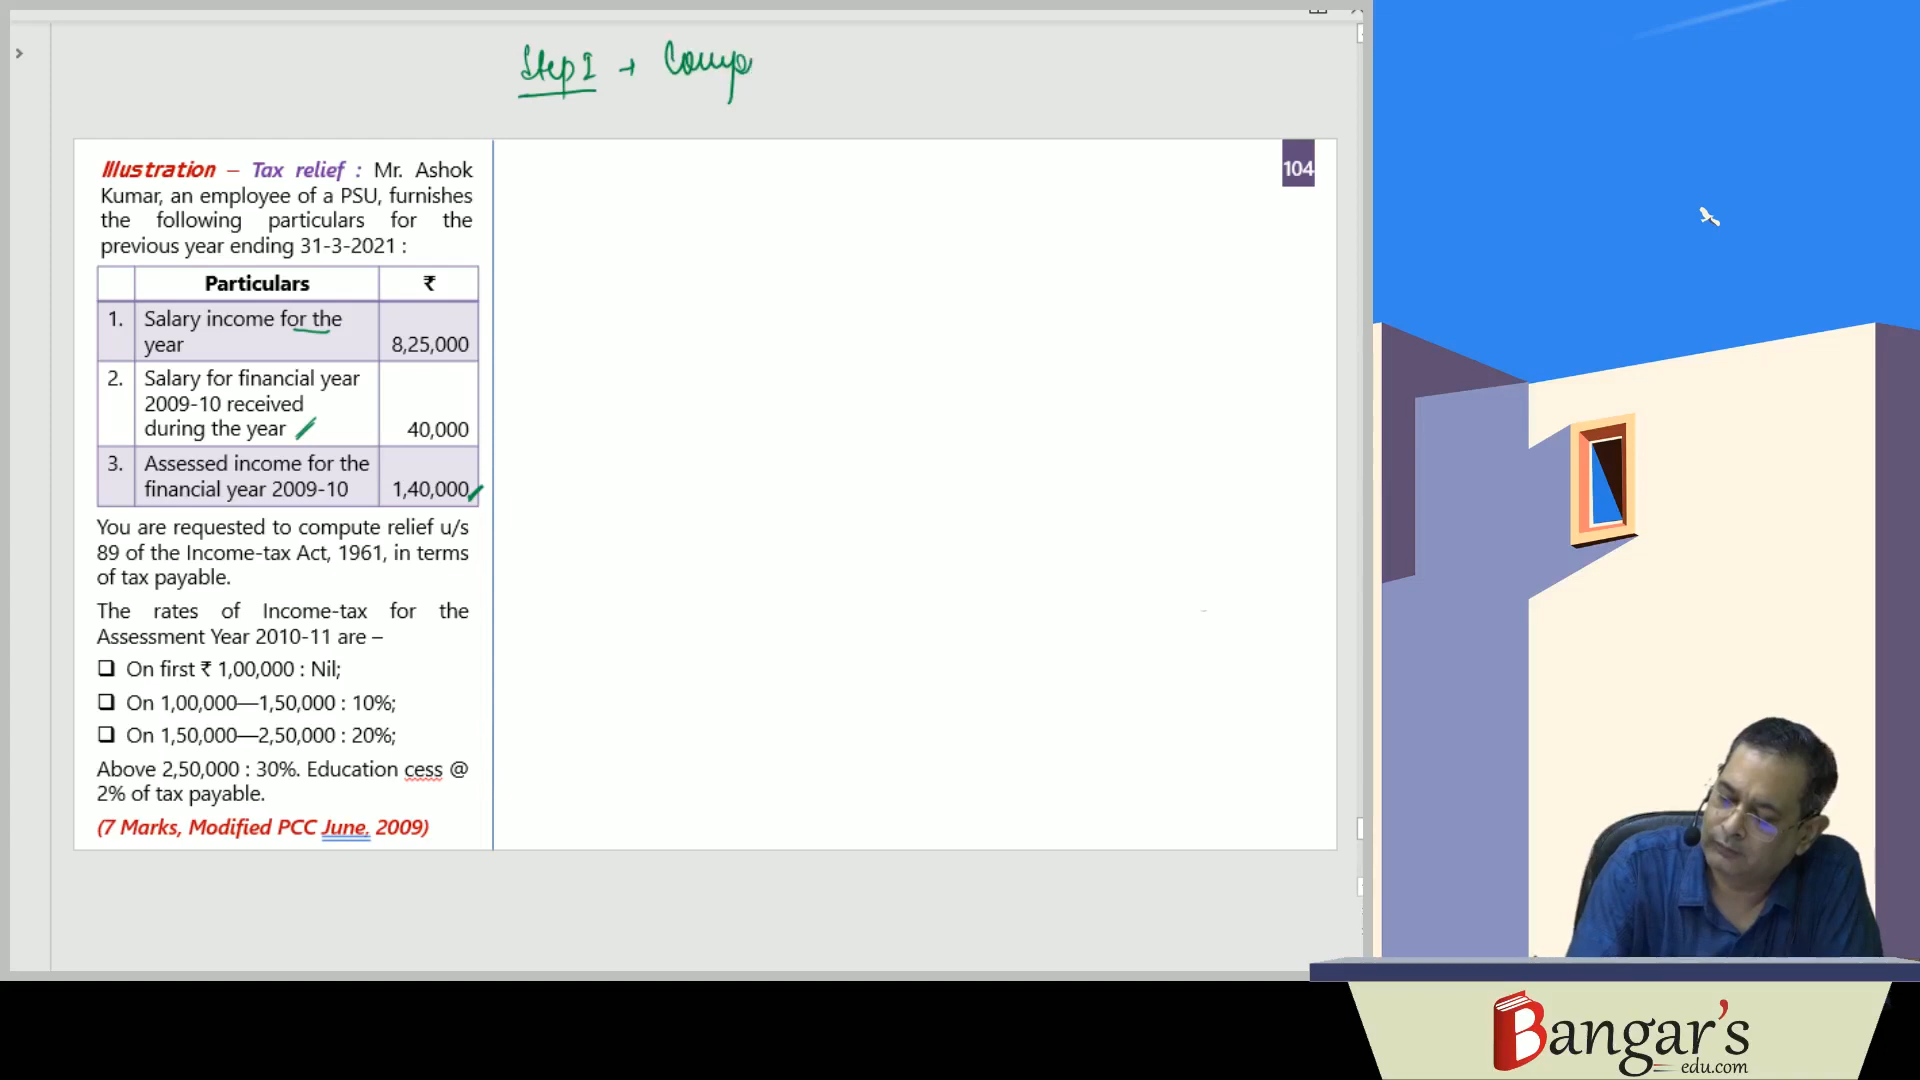 Step 1 → Comp
104
Illustration – Tax relief : Mr. Ashok
Kumar, an employee of a PSU, furnishes
the following particulars for the
previous year ending 31-3-2021 :
Particulars ₹
1. Salary income for the
year 8,25,000
2. Salary for financial year
2009-10 received
during the year 40,000
3. Assessed income for the
financial year 2009-10 1,40,000
You are requested to compute relief u/s
89 of the Income-tax Act, 1961, in terms
of tax payable.
The rates of Income-tax for the
Assessment Year 2010-11 are –
❑ On first ₹ 1,00,000 : Nil;
❑ On 1,00,000—1,50,000 : 10%;
❑ On 1,50,000—2,50,000 : 20%;
Above 2,50,000 : 30%. Education cess @
2% of tax payable.
(7 Marks, Modified PCC June, 2009)
Bangar's
edu.com